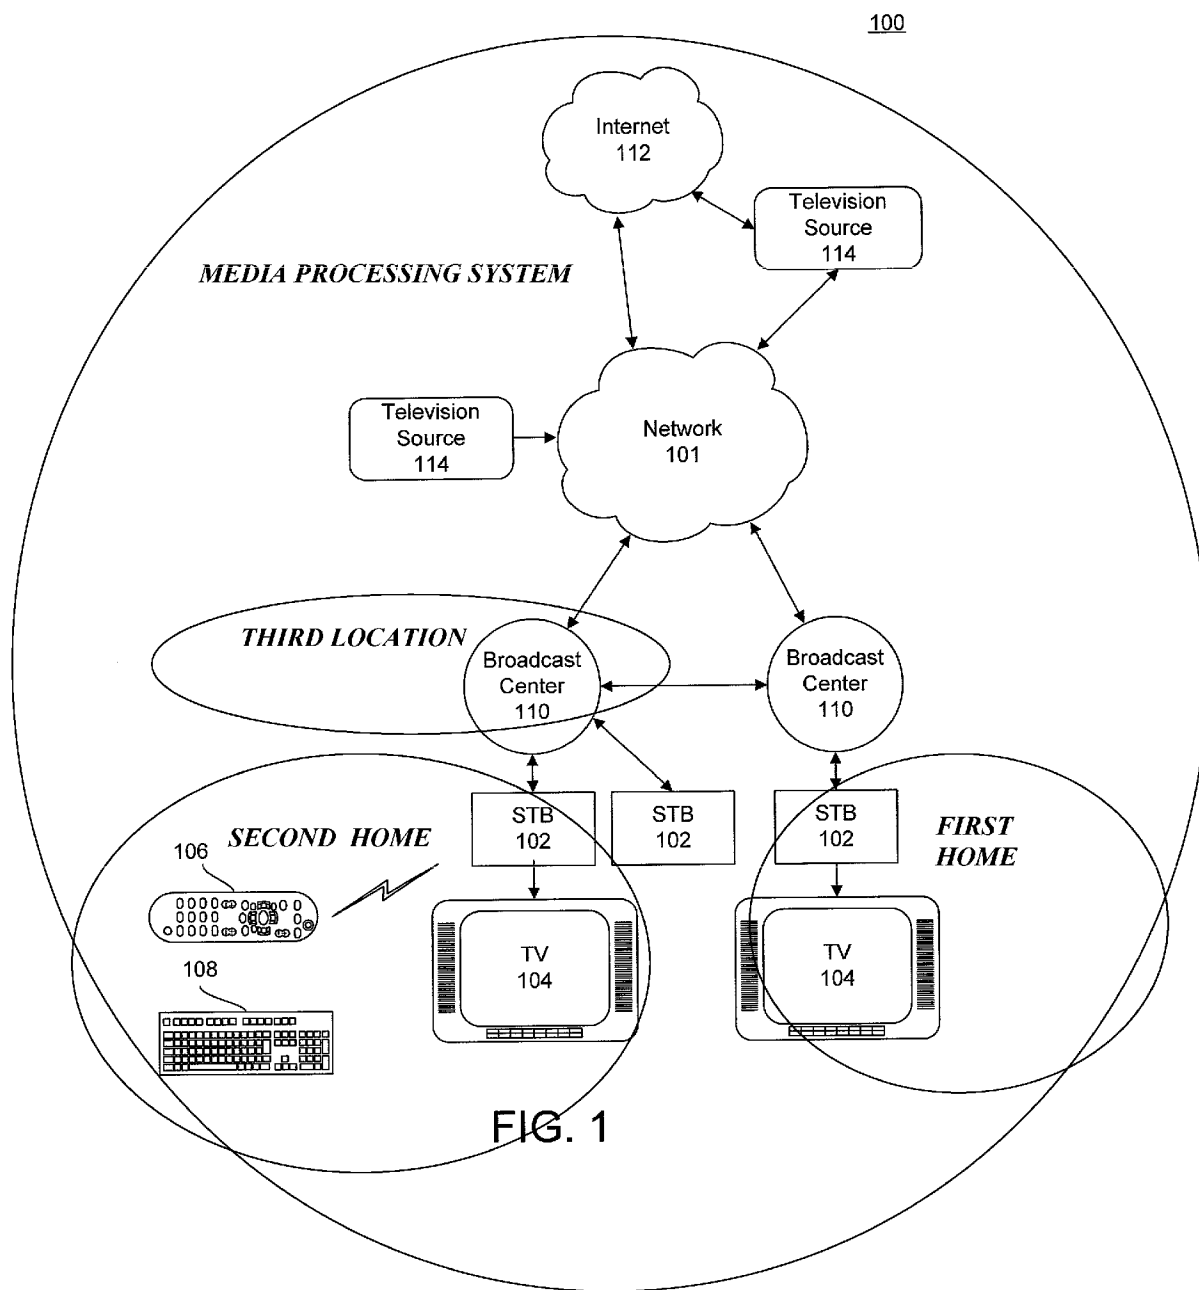 100
Internet
112
Television
Source
114
MEDIA PROCESSING SYSTEM
Television
Source
114
Network
101
THIRD LOCATION
Broadcast
Center
110
Broadcast
Center
110
SECOND HOME
STB
102
STB
102
STB
102
FIRST
HOME
106
TV
104
TV
104
108
FIG. 1